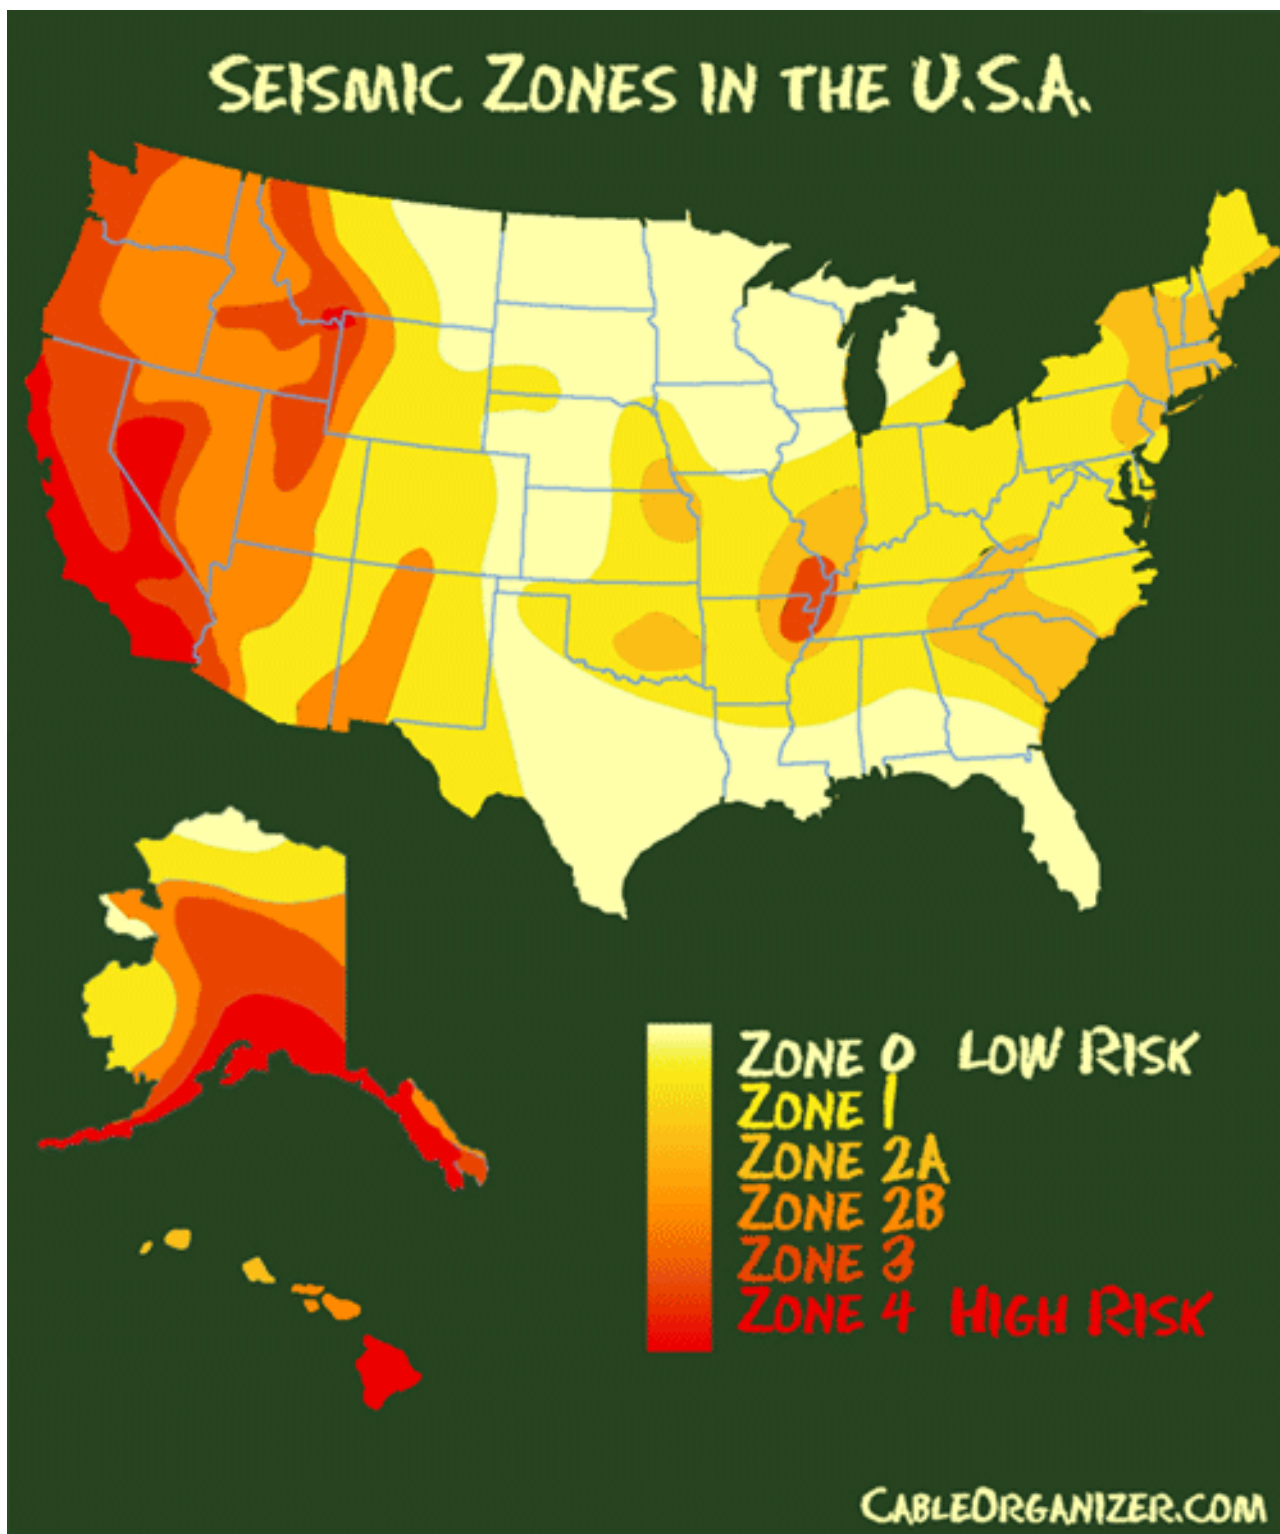 SEISMIC ZONES IN THE U.S.A.
ZONE 0 LOW RISK
ZONE 1
ZONE 2A
ZONE 2B
ZONE 3
ZONE 4 HIGH RISK
CABLEORGANIZER.COM